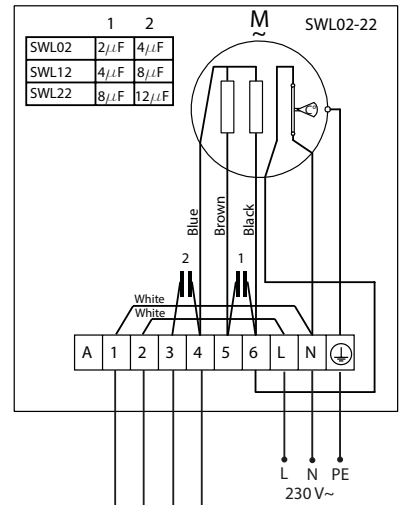 M
~
SWL02-22
1 2
SWL02 2μF 4μF
SWL12 4μF 8μF
SWL22 8μF 12μF
Blue
Brown
Black
2
1
White
White
A 1 2 3 4 5 6 L N
L N PE
230 V~